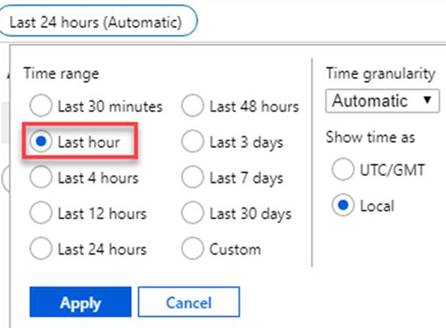 Last 24 hours (Automatic)
Time range
Last 30 minutes
Last 48 hours
Last hour
Last 3 days
Last 4 hours
Last 7 days
Last 12 hours
Last 30 days
Last 24 hours
Custom
Time granularity
Automatic
Show time as
UTC/GMT
Local
Apply
Cancel